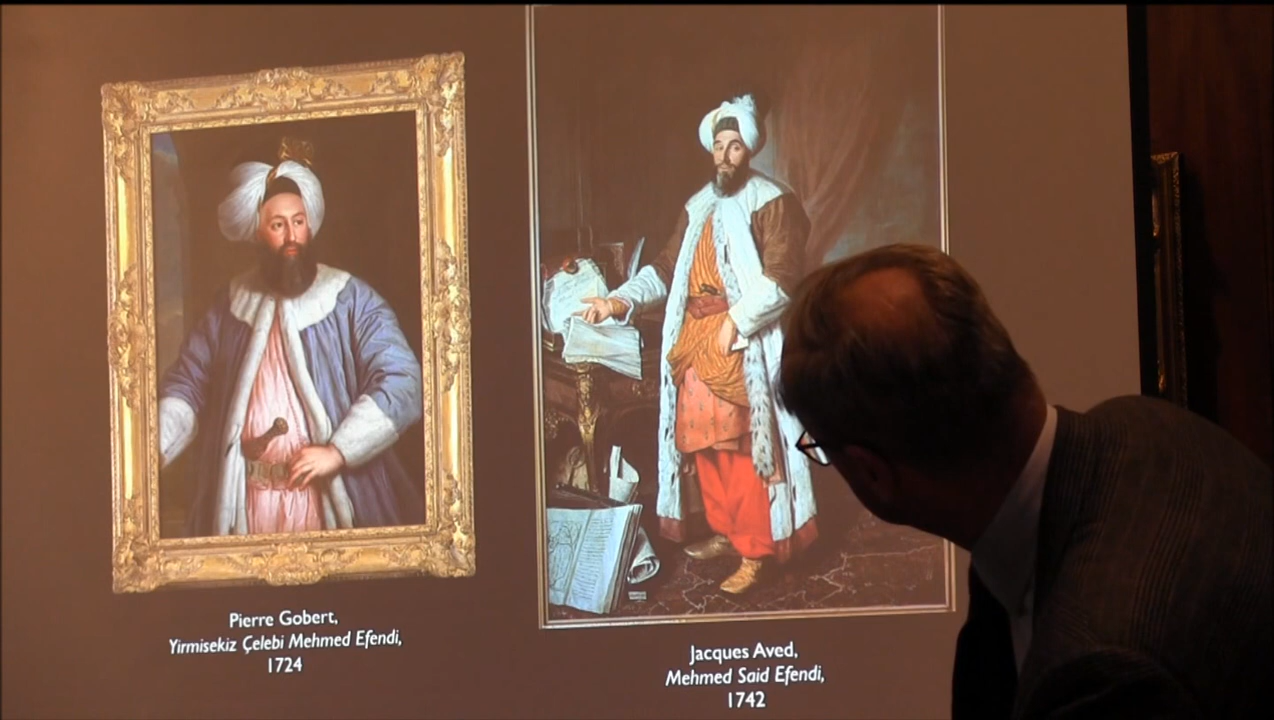 Pierre Gobert,
Yirmisekiz Çelebi Mehmed Efendi,
1724
Jacques Aved,
Mehmed Said Efendi,
1742